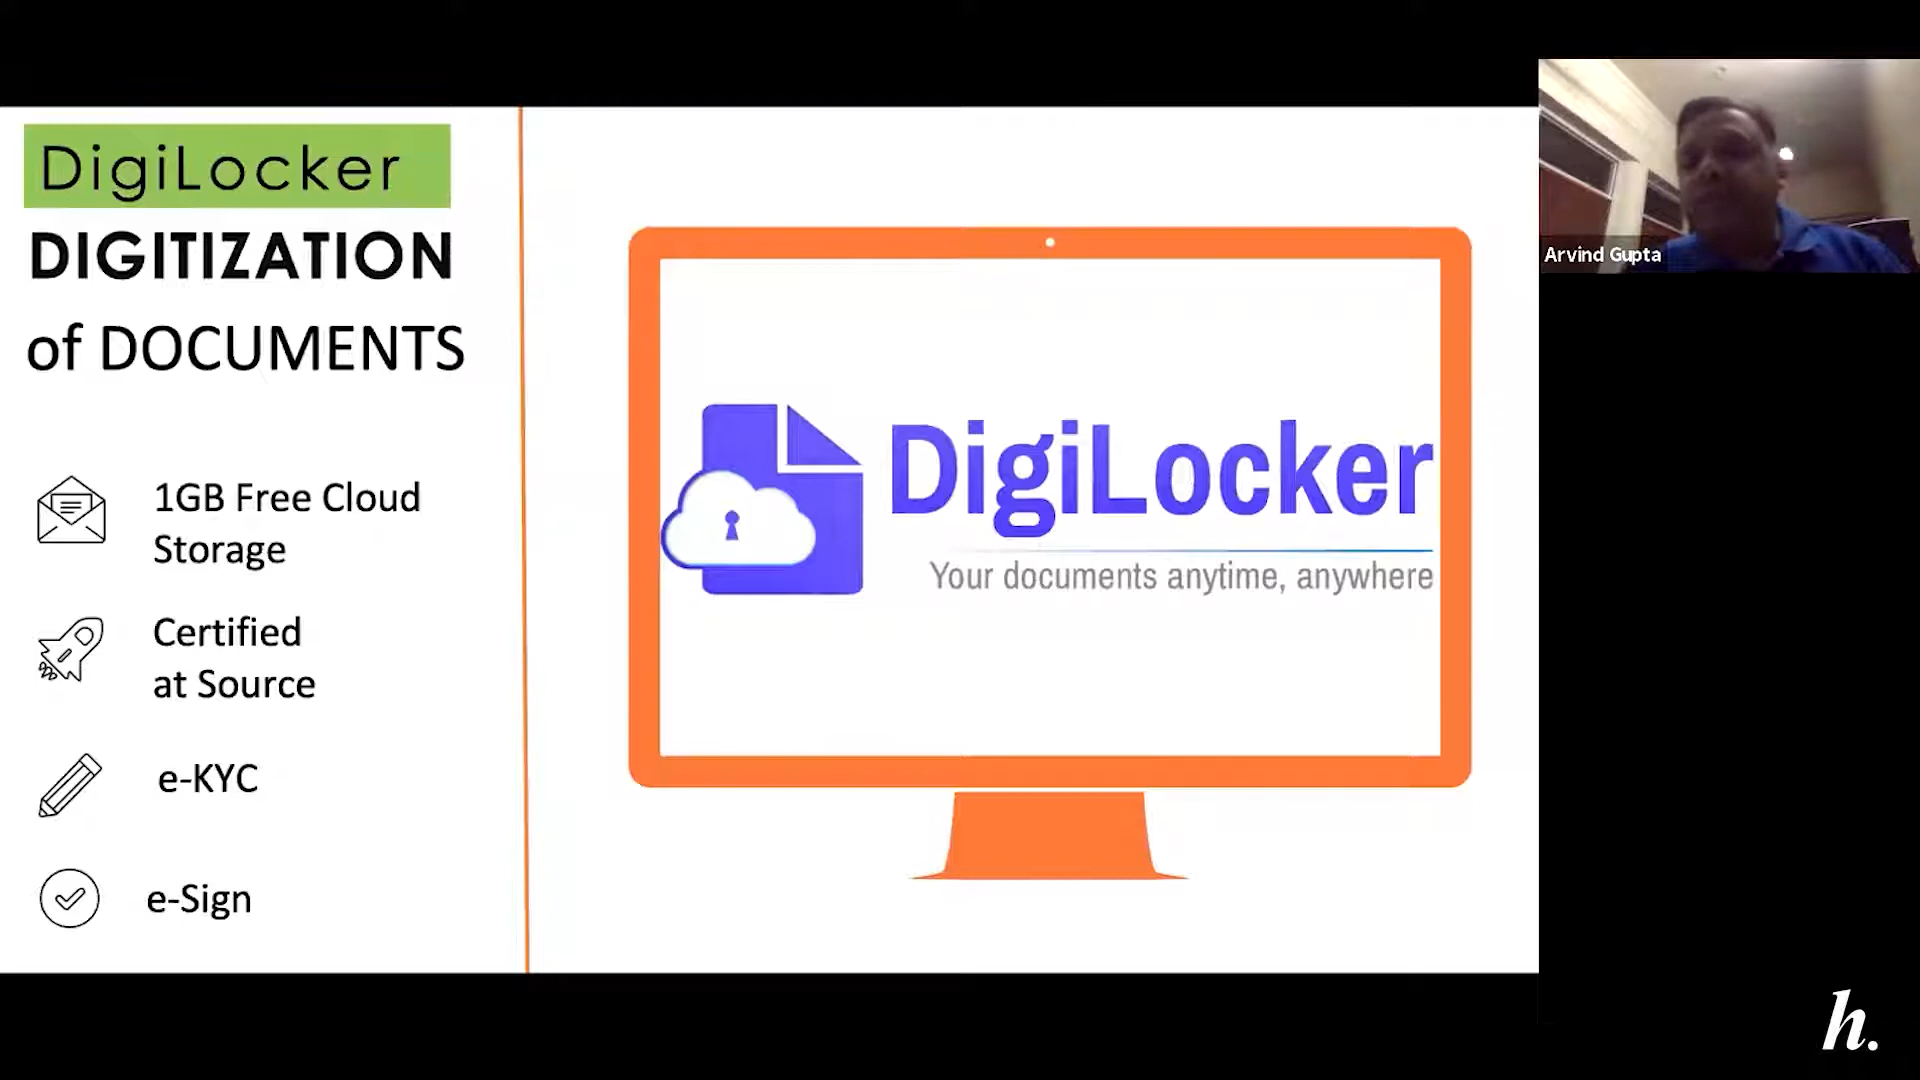 DigiLocker
DIGITIZATION
of DOCUMENTS
1GB Free Cloud
Storage
Certified
at Source
e-KYC
e-Sign
DigiLocker
Your documents anytime, anywhere
Arvind Gupta
h.